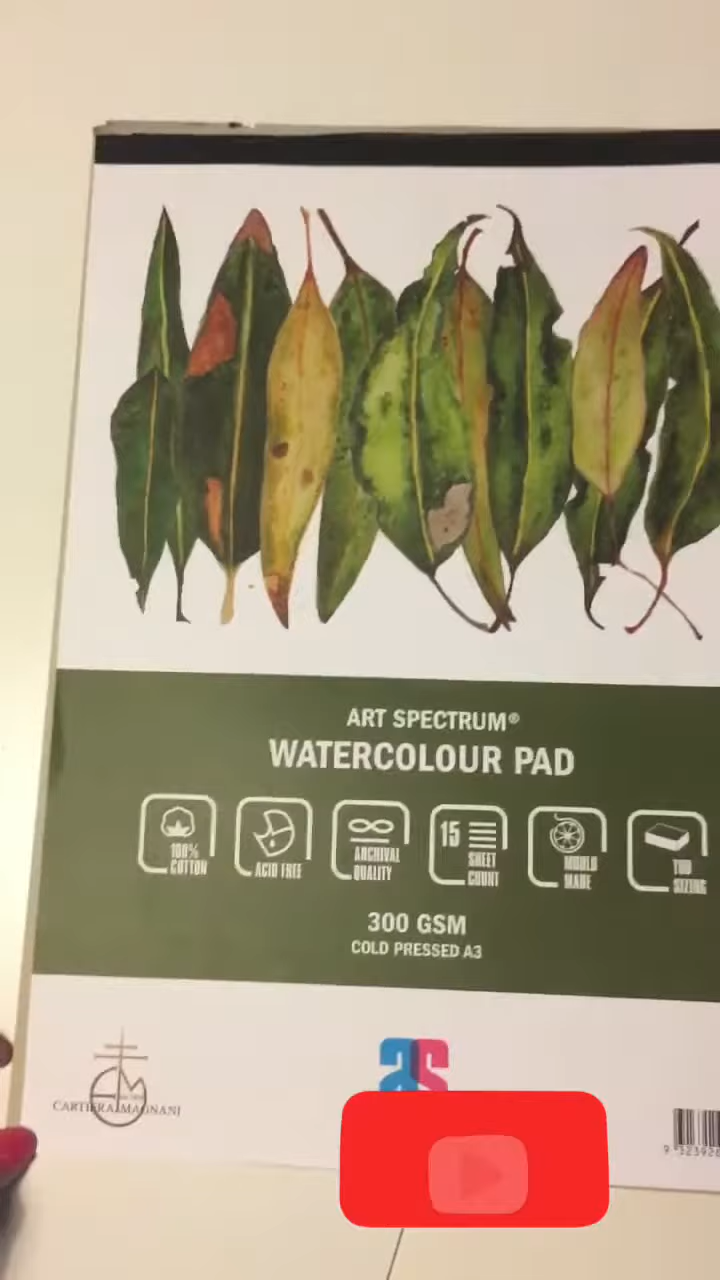 ART SPECTRUM®
WATERCOLOUR PAD
100%
COTTON
ACID FREE
ARCHIVAL
QUALITY
15
SHEET
COUNT
MOULD
MADE
TUB
SIZING
300 GSM
COLD PRESSED A3
as
CARTIERA MAGNANI